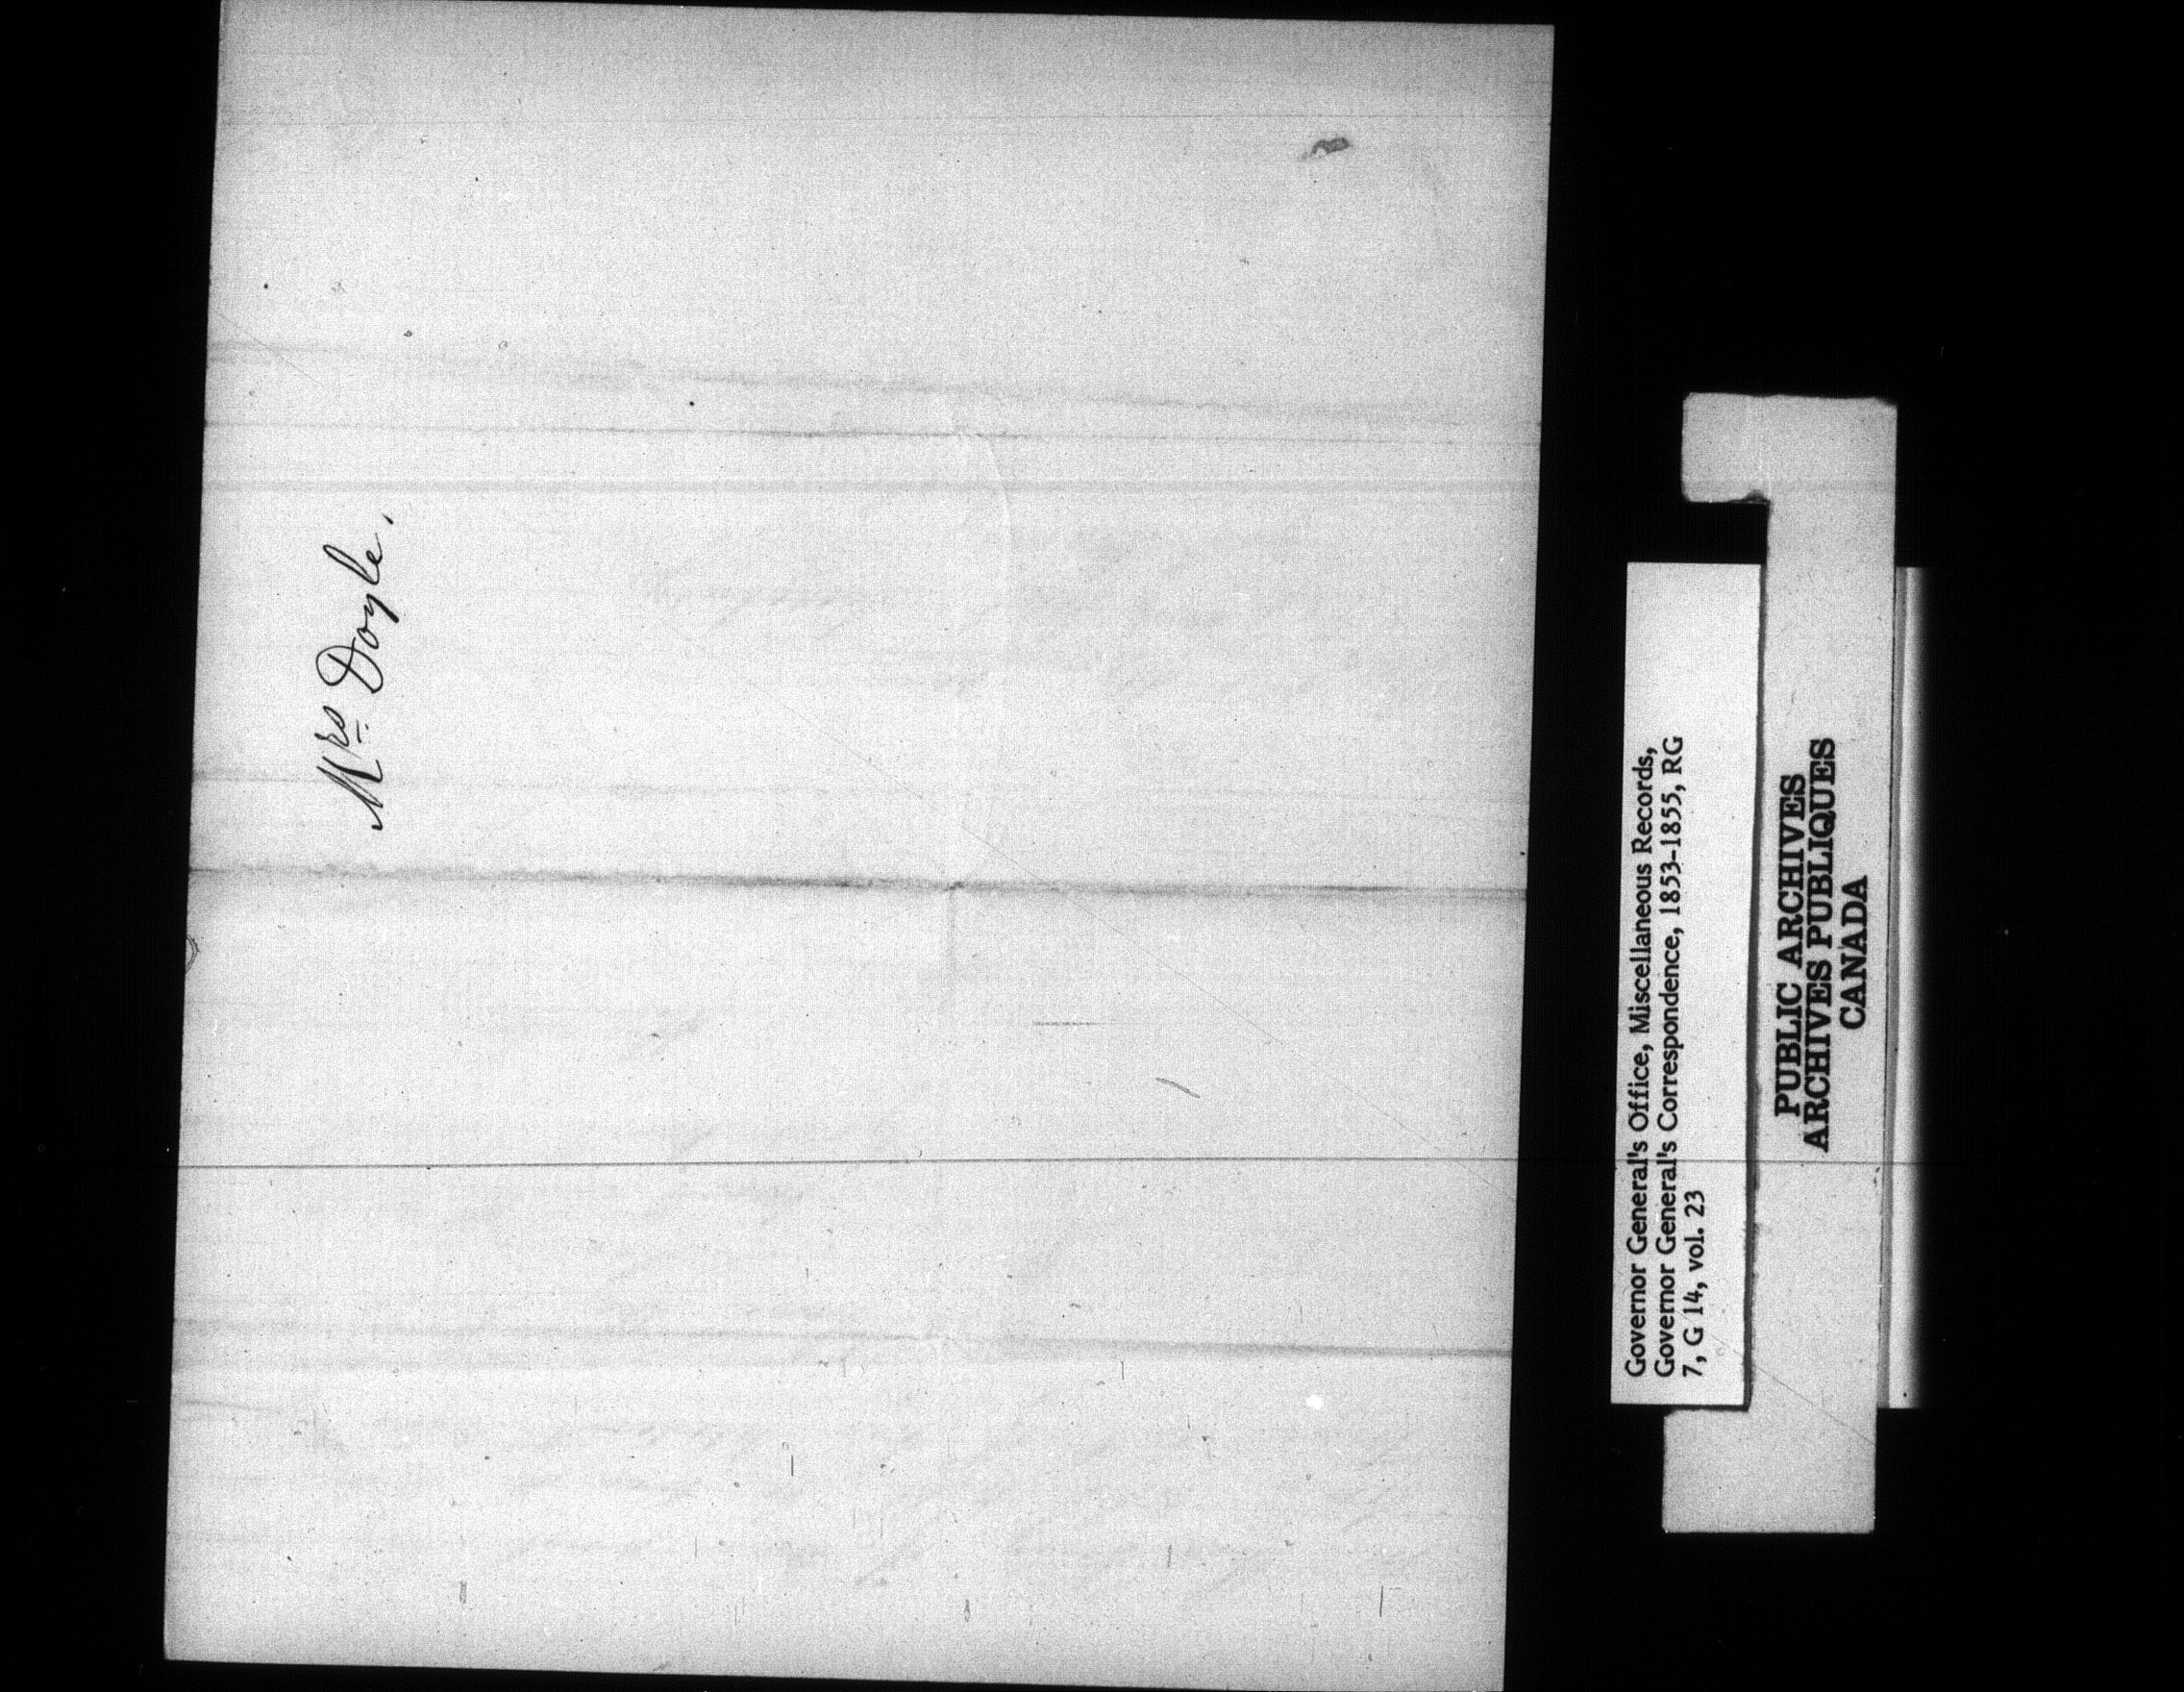 Mrs Doyle.
Governor General's Office, Miscellaneous Records,
Governor General's Correspondence, 1853-1855, RG
7, G 14, vol. 23
PUBLIC ARCHIVES
ARCHIVES PUBLIQUES
CANADA